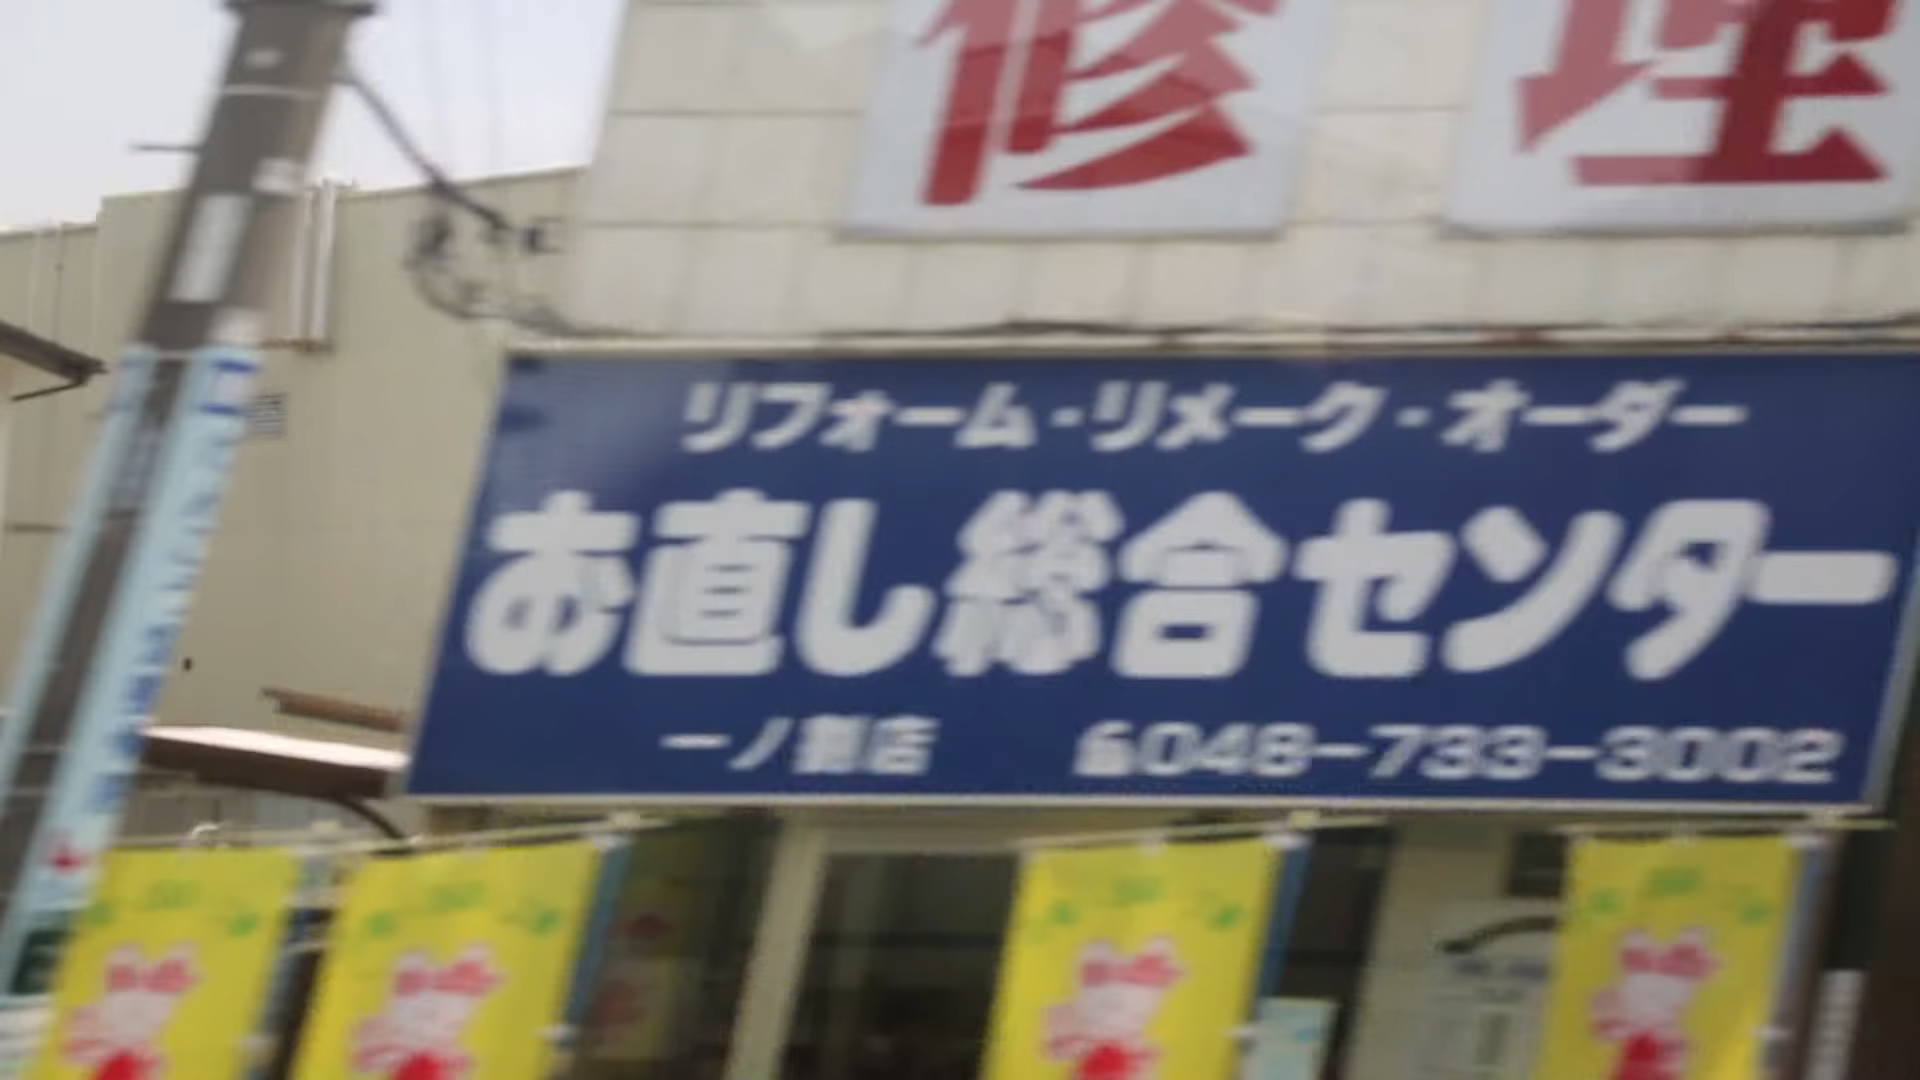 修理
リフォーム・リメーク・オーダー
お直し総合センター
一ノ割店 ☎048-733-3002